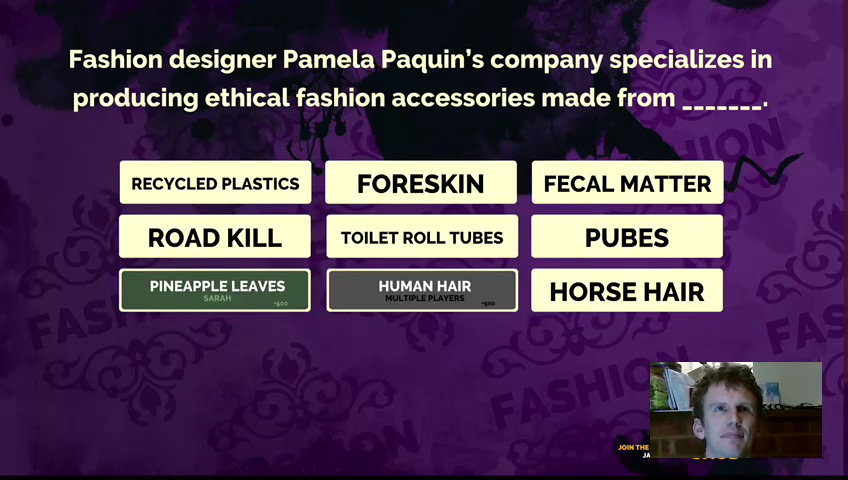 Fashion designer Pamela Paquin's company specializes in
producing ethical fashion accessories made from _______.
RECYCLED PLASTICS
FORESKIN
FECAL MATTER
ROAD KILL
TOILET ROLL TUBES
PUBES
PINEAPPLE LEAVES
SARAH
+500
HUMAN HAIR
MULTIPLE PLAYERS
+500
HORSE HAIR
FASHION
FASHION
FASHION
JOIN THE
JA